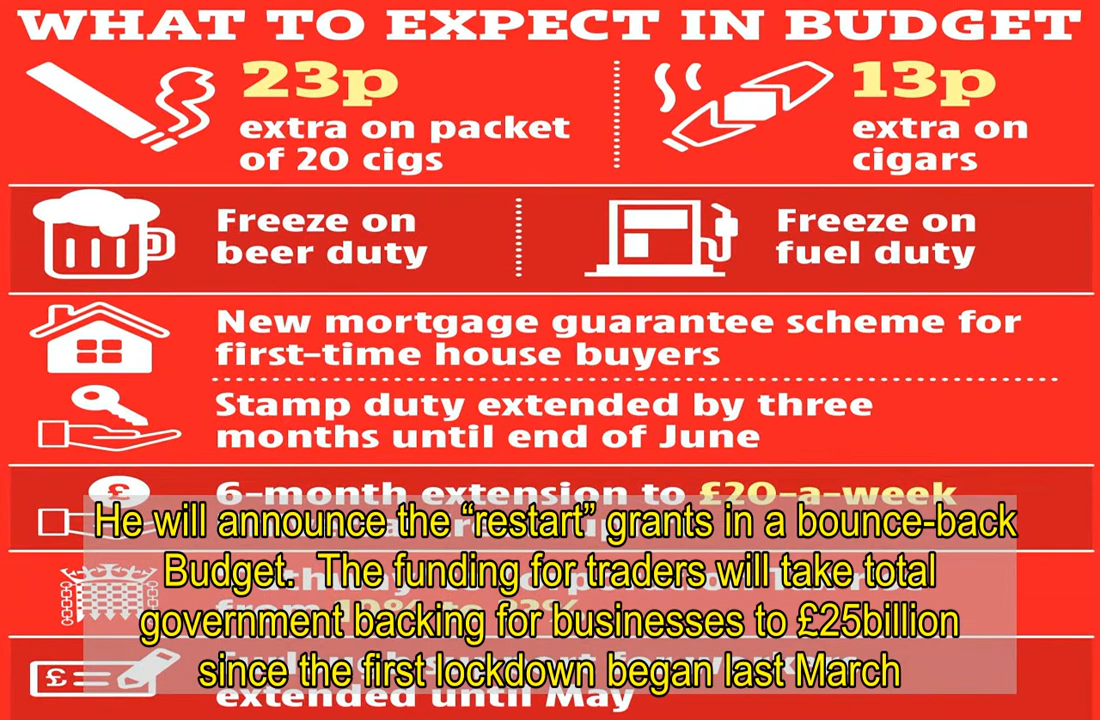 WHAT TO EXPECT IN BUDGET
23p
extra on packet
of 20 cigs
13p
extra on
cigars
Freeze on
beer duty
Freeze on
fuel duty
New mortgage guarantee scheme for
first-time house buyers
Stamp duty extended by three
months until end of June
£
6-month extension to £20-a-week
He will announce the “restart” grants in a bounce-back
Budget. The funding for traders will take total
government backing for businesses to £25billion
since the first lockdown began last March
£
extended until May